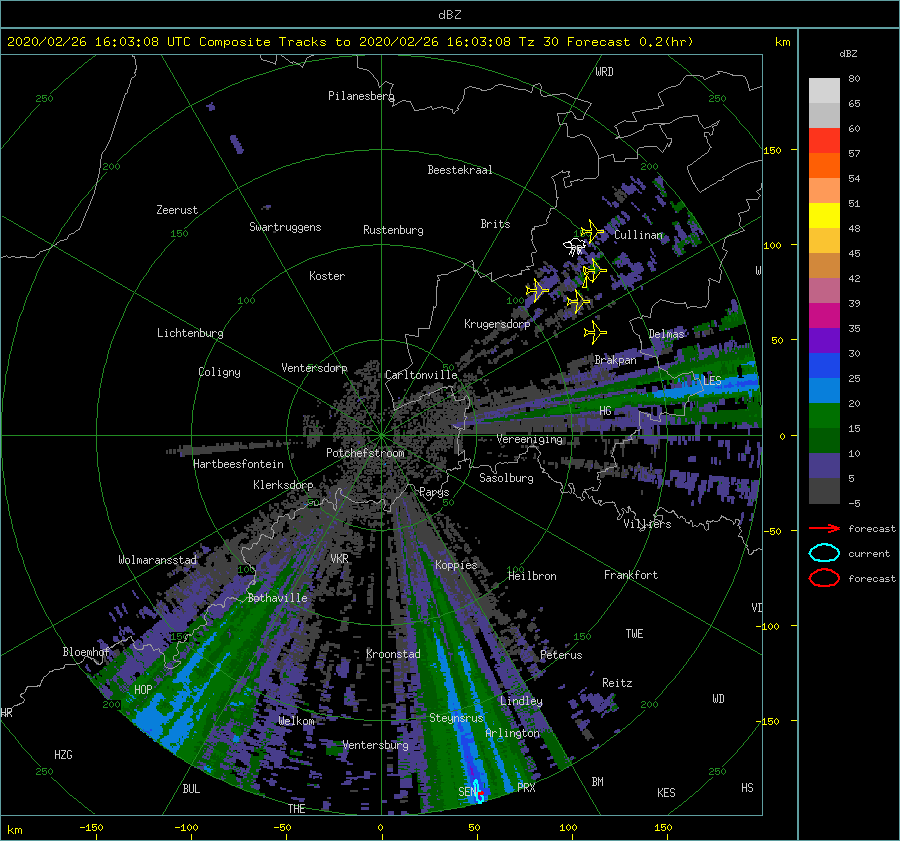 dBZ
2020/02/26 16:03:08 UTC Composite Tracks to 2020/02/26 16:03:08 Tz 30 Forecast 0.2(hr)
km
dBZ
WRD
250
Pilanesberg
250
80
65
60
57
54
51
48
45
42
39
35
30
25
20
15
10
5
-5
150
200
Beestekraal
200
Zeerust
Swartruggens
150
Rustenburg
Brits
Cullinan
100
Koster
100
100
Krugersdorp
Lichtenburg
Delmas
50
Brakpan
Coligny
Ventersdorp
Carltonville
LES
HG
0
Vereeniging
Potchefstroom
Hartbeesfontein
Sasolburg
Klerksdorp
Parys
50
50
Villiers
-50
forecast
current
forecast
Wolmaransstad
VKR
Koppies
100
100
Heilbron
Frankfort
Bothaville
-100
150
150
TWE
Bloemhof
Kroonstad
Peterus
HOP
Reitz
200
Lindley
200
WD
HR
Welkom
Steynsrus
-150
Arlington
Ventersburg
HZG
250
250
BUL
SEN
PRX
BM
KES
HS
THE
km
-150
-100
-50
0
50
100
150